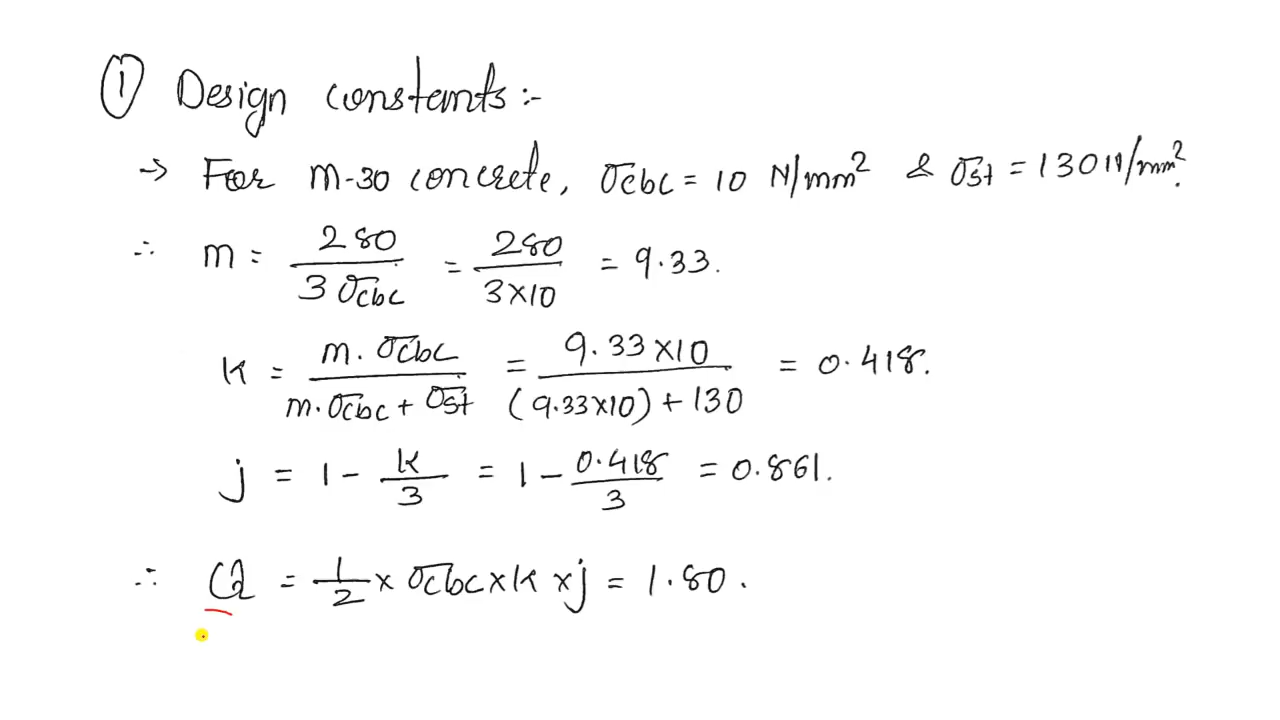 ① Design constants :-
→ For m-30 concrete, σcbc = 10 N/mm² & σst = 130 N/mm².
∴ m = 280 / 3 σcbc = 280 / 3×10 = 9.33.
k = m. σcbc / m. σcbc + σst = 9.33 ×10 / (9.33×10) + 130 = 0.418.
j = 1 - k/3 = 1 - 0.418/3 = 0.861.
∴ Q = 1/2 × σcbc × k × j = 1.80.